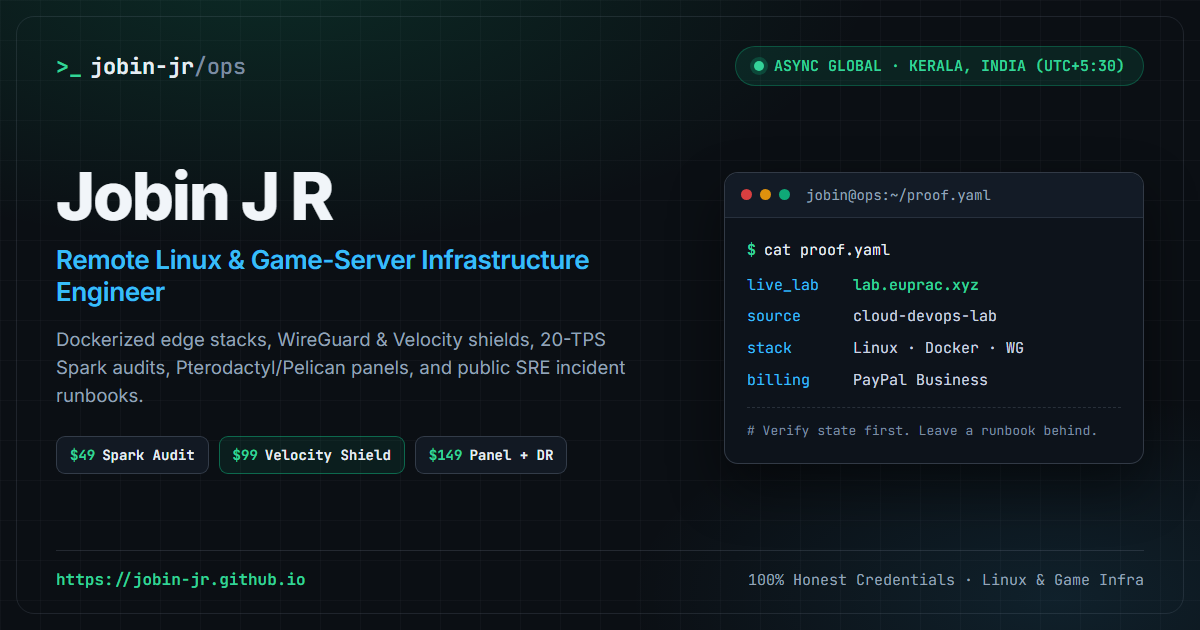 >_ jobin-jr/ops
ASYNC GLOBAL · KERALA, INDIA (UTC+5:30)
Jobin J R
Remote Linux & Game-Server Infrastructure
Engineer
Dockerized edge stacks, WireGuard & Velocity shields, 20-TPS
Spark audits, Pterodactyl/Pelican panels, and public SRE incident
runbooks.
$49 Spark Audit
$99 Velocity Shield
$149 Panel + DR
jobin@ops:~/proof.yaml
$ cat proof.yaml
live_lab lab.euprac.xyz
source cloud-devops-lab
stack Linux · Docker · WG
billing PayPal Business
# Verify state first. Leave a runbook behind.
https://jobin-jr.github.io
100% Honest Credentials · Linux & Game Infra